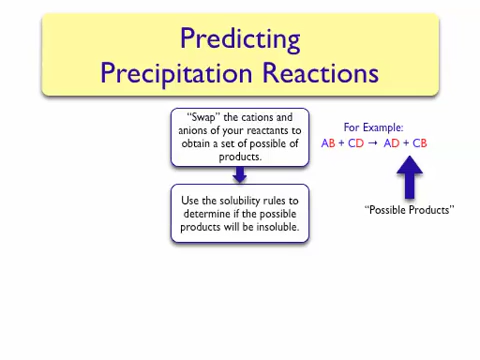 Predicting
Precipitation Reactions
“Swap” the cations and
anions of your reactants to
obtain a set of possible of
products.
For Example:
AB + CD → AD + CB
“Possible Products”
Use the solubility rules to
determine if the possible
products will be insoluble.